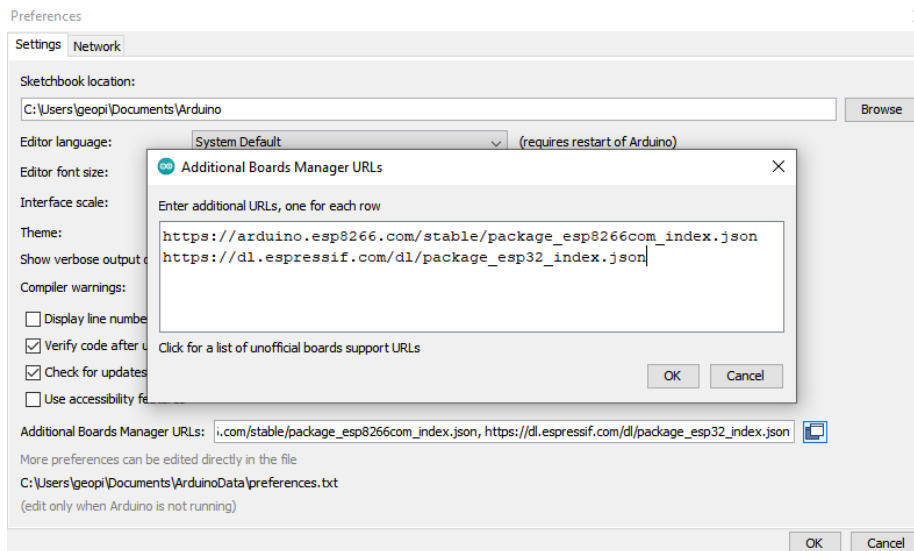 Preferences
Settings Network
Sketchbook location:
C:\Users\geopi\Documents\Arduino
Browse
Editor language:
System Default
(requires restart of Arduino)
Editor font size:
Interface scale:
Theme:
Show verbose output
Compiler warnings:
Display line numbe
Verify code after u
Check for updates
Use accessibility
Additional Boards Manager URLs
Enter additional URLs, one for each row
https://arduino.esp8266.com/stable/package_esp8266com_index.json
https://dl.espressif.com/dl/package_esp32_index.json
Click for a list of unofficial boards support URLs
OK Cancel
Additional Boards Manager URLs: .com/stable/package_esp8266com_index.json, https://dl.espressif.com/dl/package_esp32_index.json
More preferences can be edited directly in the file
C:\Users\geopi\Documents\ArduinoData\preferences.txt
(edit only when Arduino is not running)
OK Cancel